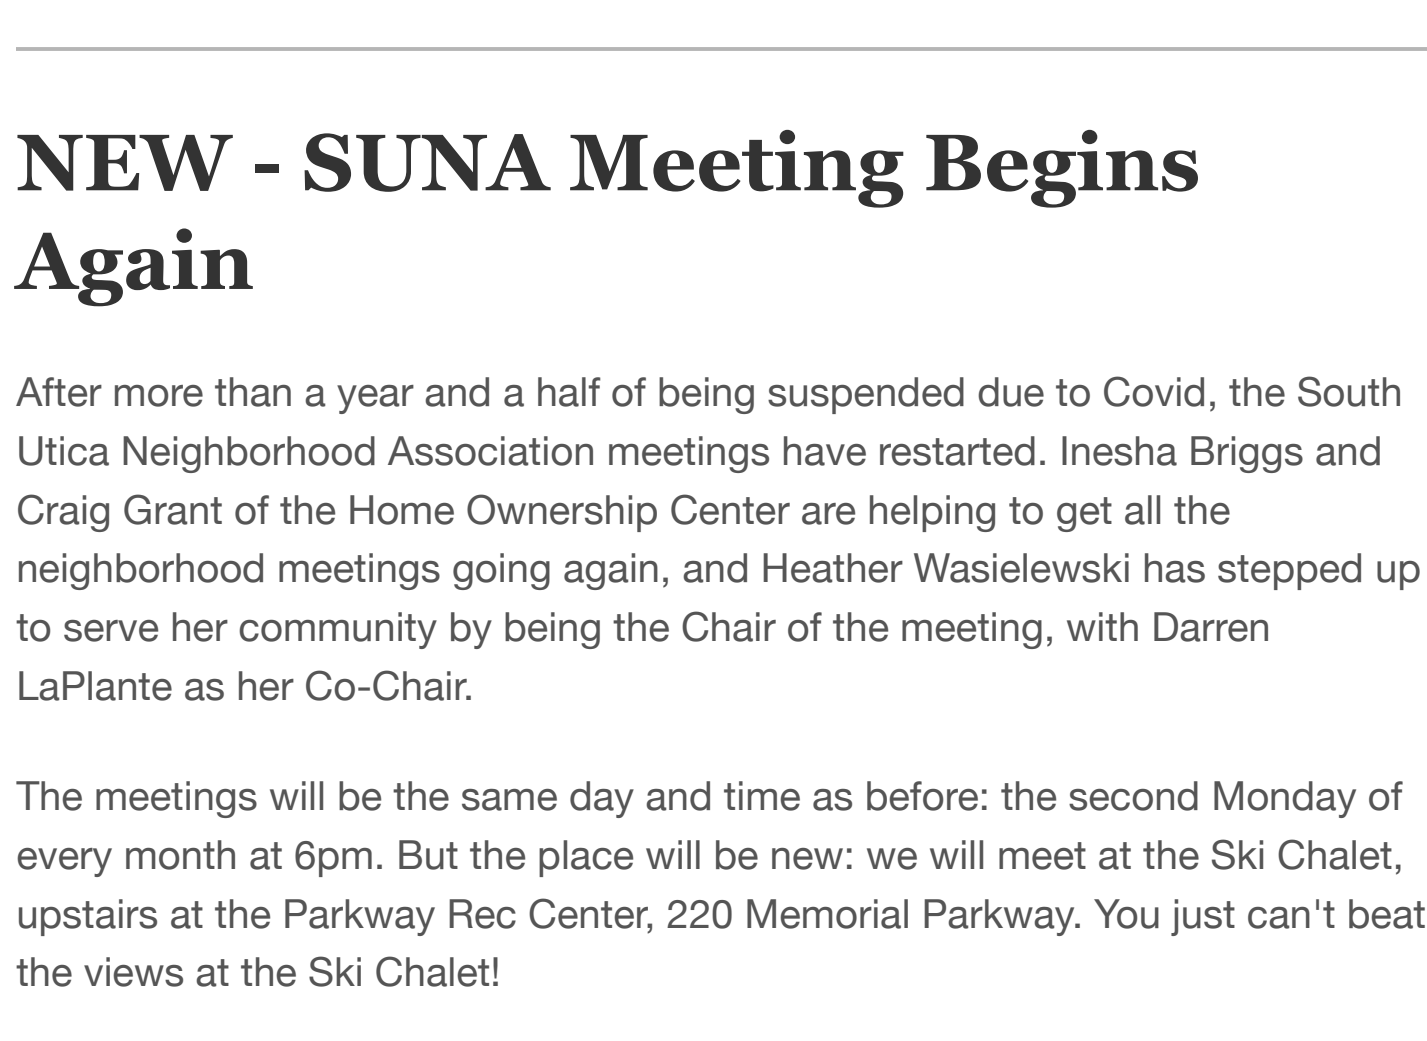 NEW - SUNA Meeting Begins
Again
After more than a year and a half of being suspended due to Covid, the South
Utica Neighborhood Association meetings have restarted. Inesha Briggs and
Craig Grant of the Home Ownership Center are helping to get all the
neighborhood meetings going again, and Heather Wasielewski has stepped up
to serve her community by being the Chair of the meeting, with Darren
LaPlante as her Co-Chair.
The meetings will be the same day and time as before: the second Monday of
every month at 6pm. But the place will be new: we will meet at the Ski Chalet,
upstairs at the Parkway Rec Center, 220 Memorial Parkway. You just can't beat
the views at the Ski Chalet!